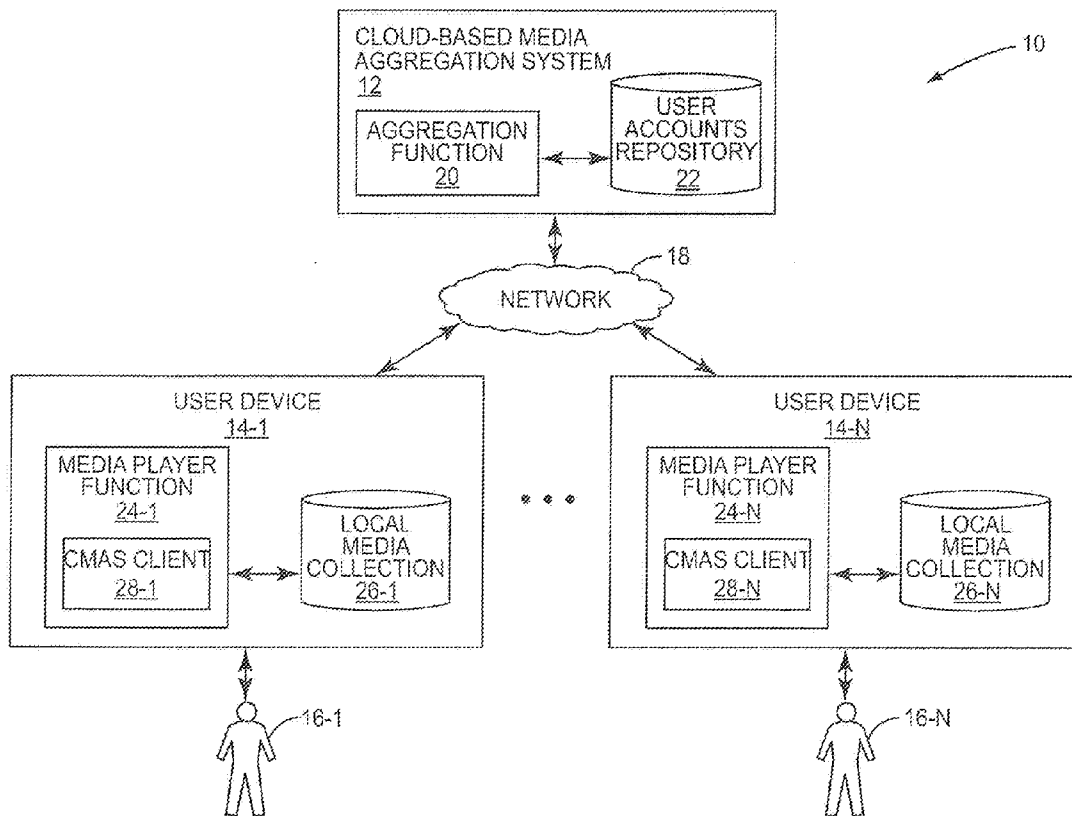 CLOUD-BASED MEDIA
AGGREGATION SYSTEM
12
10
AGGREGATION
FUNCTION
20
USER
ACCOUNTS
REPOSITORY
22
18
NETWORK
USER DEVICE
14-1
MEDIA PLAYER
FUNCTION
24-1
CMAS CLIENT
28-1
LOCAL
MEDIA
COLLECTION
26-1
USER DEVICE
14-N
MEDIA PLAYER
FUNCTION
24-N
CMAS CLIENT
28-N
LOCAL
MEDIA
COLLECTION
26-N
16-1
16-N